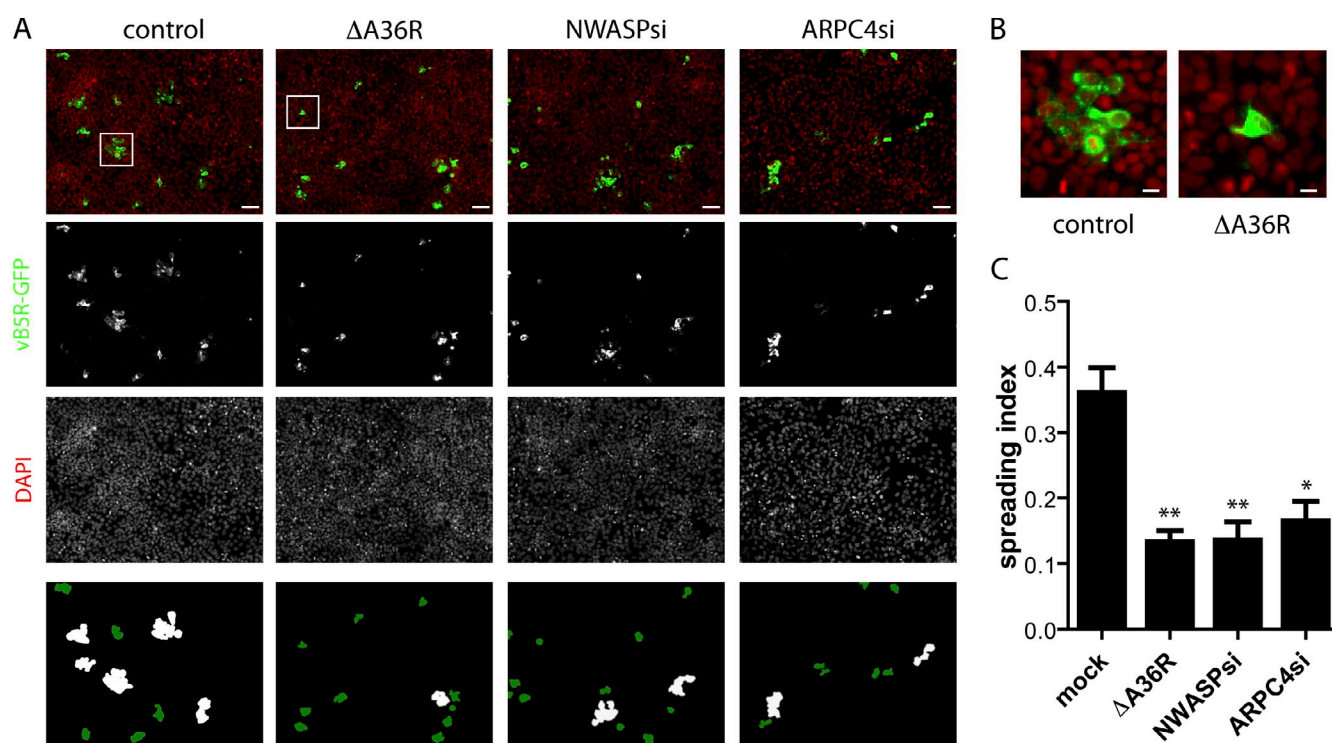 A
control
ΔA36R
NWASPsi
ARPC4si
vB5R-GFP
DAPI
B
control
ΔA36R
C
spreading index
0.5
0.4
0.3
0.2
0.1
0.0
**
**
*
mock
ΔA36R
NWASPsi
ARPC4si